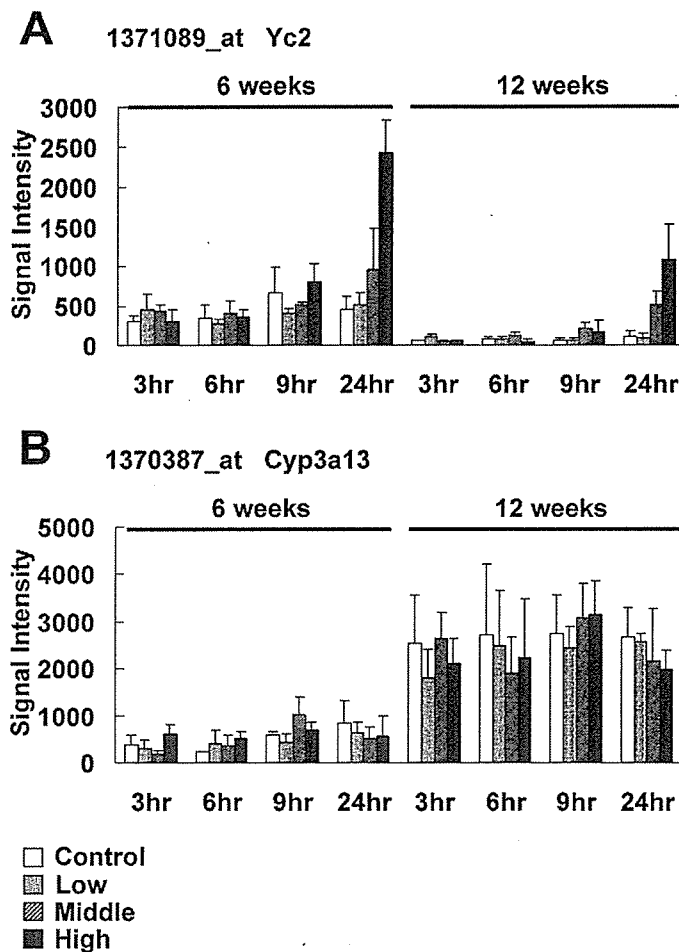 A 1371089_at Yc2
6 weeks 12 weeks
Signal Intensity
3000
2500
2000
1500
1000
500
0
3hr 6hr 9hr 24hr 3hr 6hr 9hr 24hr
B 1370387_at Cyp3a13
6 weeks 12 weeks
Signal Intensity
5000
4000
3000
2000
1000
0
3hr 6hr 9hr 24hr 3hr 6hr 9hr 24hr
Control
Low
Middle
High